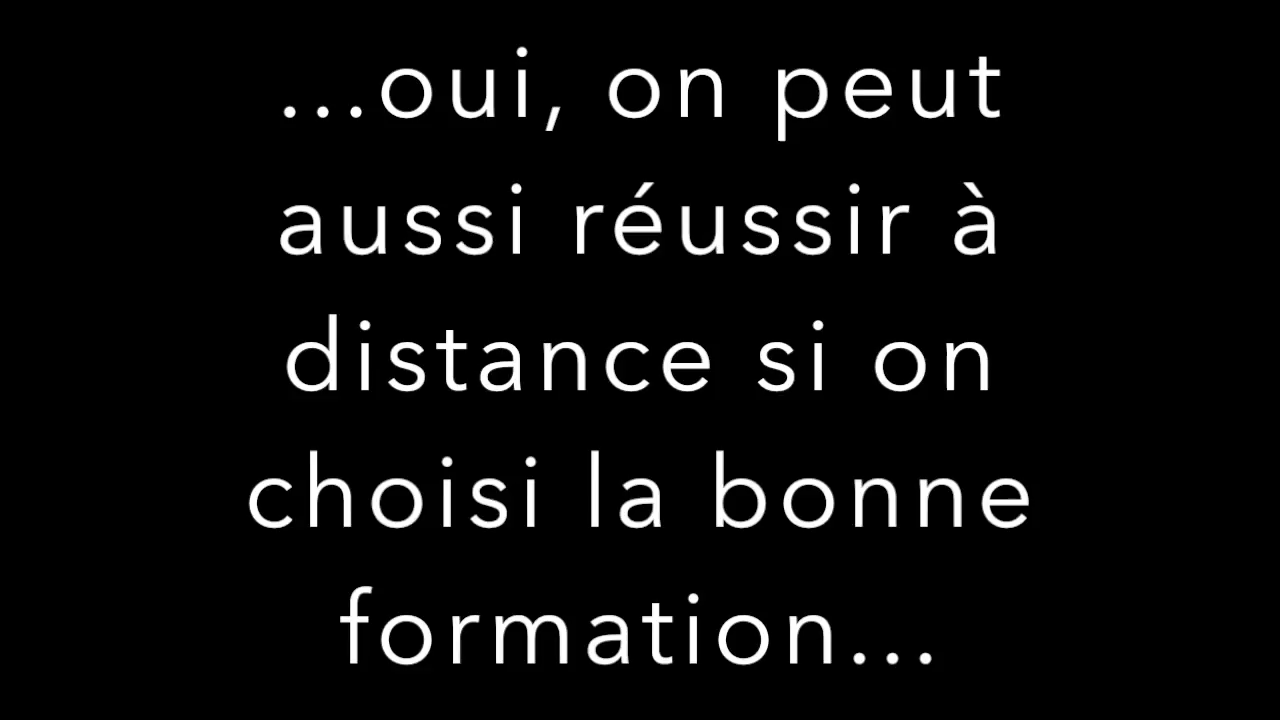 ...oui, on peut
aussi réussir à
distance si on
choisi la bonne
formation...